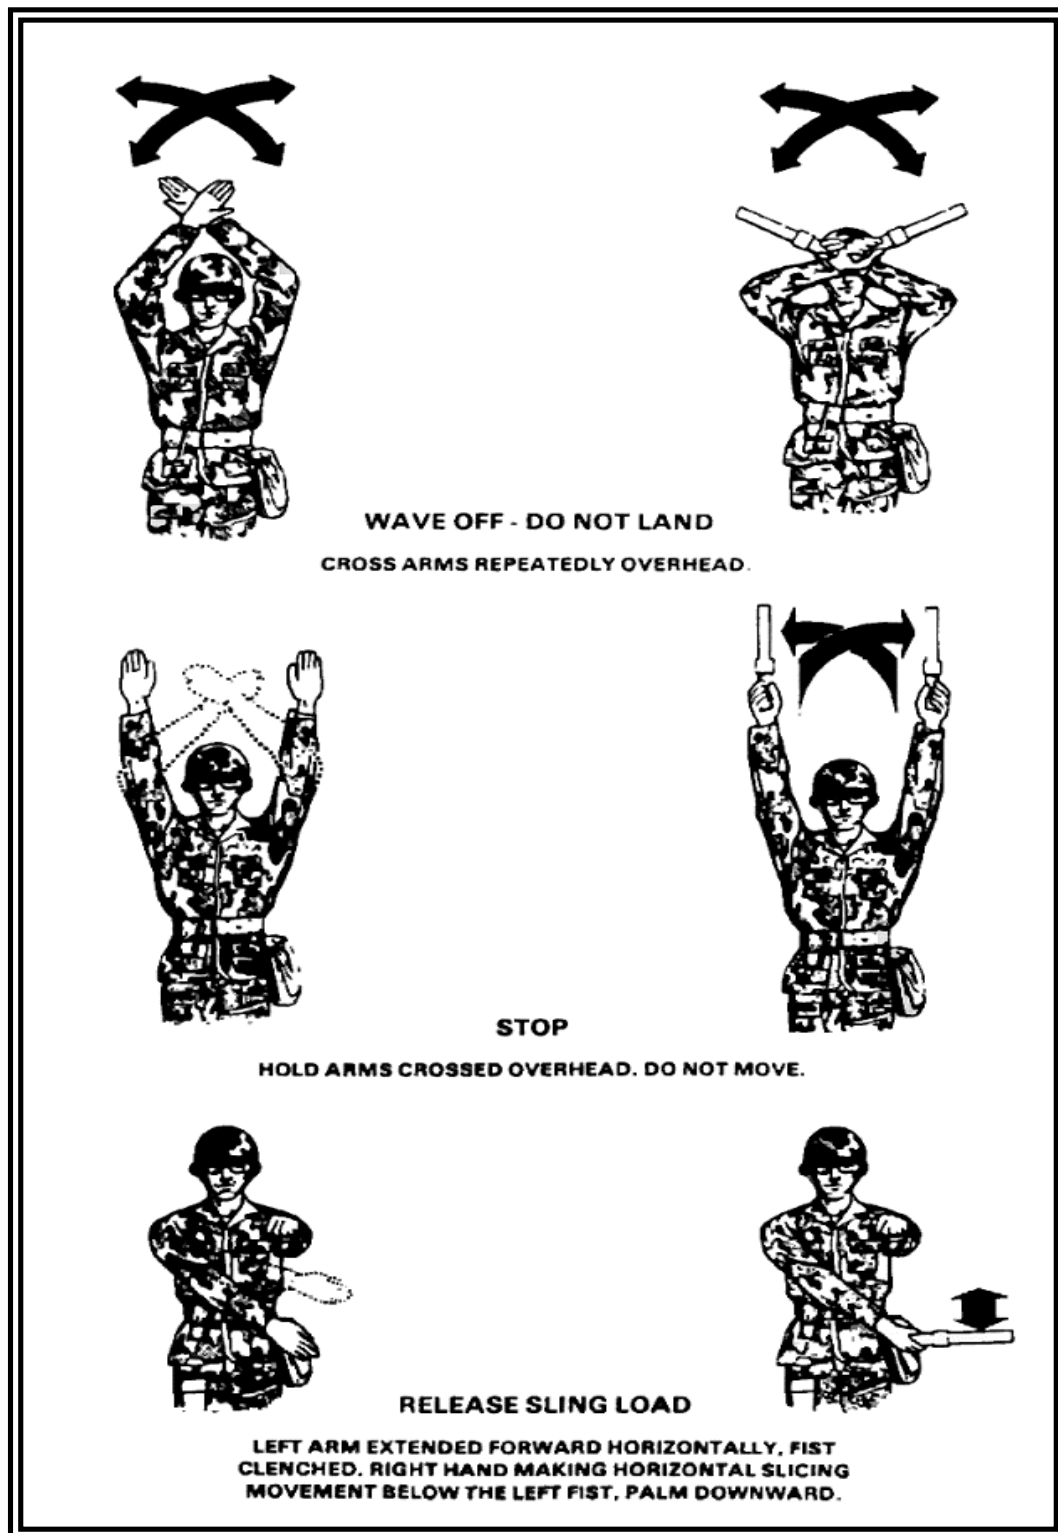 WAVE OFF - DO NOT LAND
CROSS ARMS REPEATEDLY OVERHEAD.
STOP
HOLD ARMS CROSSED OVERHEAD. DO NOT MOVE.
RELEASE SLING LOAD
LEFT ARM EXTENDED FORWARD HORIZONTALLY, FIST
CLENCHED. RIGHT HAND MAKING HORIZONTAL SLICING
MOVEMENT BELOW THE LEFT FIST, PALM DOWNWARD.